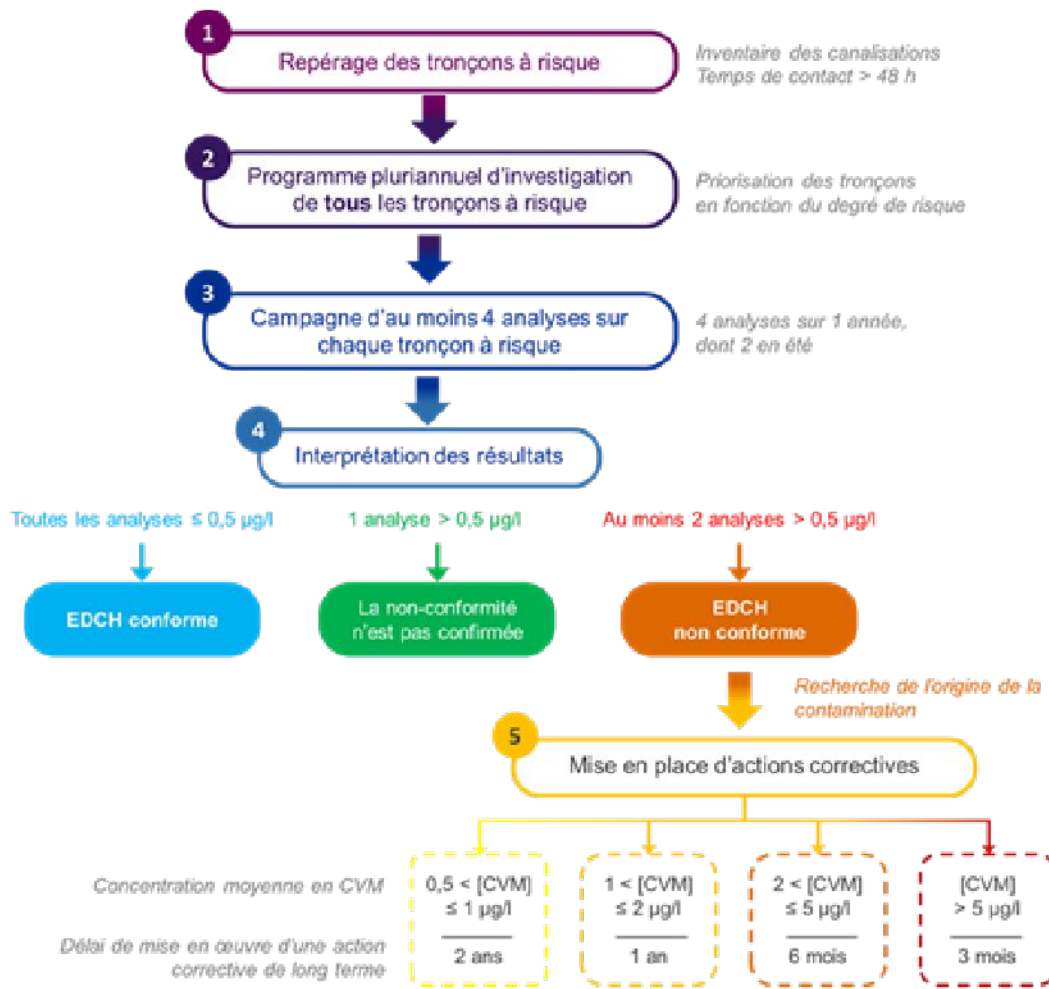 1
Repérage des tronçons à risque
Inventaire des canalisations
Temps de contact > 48 h
2
Programme pluriannuel d'investigation
de tous les tronçons à risque
Priorisation des tronçons
en fonction du degré de risque
3
Campagne d'au moins 4 analyses sur
chaque tronçon à risque
4 analyses sur 1 année,
dont 2 en été
4
Interprétation des résultats
Toutes les analyses ≤ 0,5 µg/l
1 analyse > 0,5 µg/l
Au moins 2 analyses > 0,5 µg/l
EDCH conforme
La non-conformité
n'est pas confirmée
EDCH
non conforme
Recherche de l'origine de la
contamination
5
Mise en place d'actions correctives
Concentration moyenne en CVM
0,5 < [CVM]
≤ 1 µg/l
1 < [CVM]
≤ 2 µg/l
2 < [CVM]
≤ 5 µg/l
[CVM]
> 5 µg/l
Délai de mise en œuvre d'une action
corrective de long terme
2 ans
1 an
6 mois
3 mois